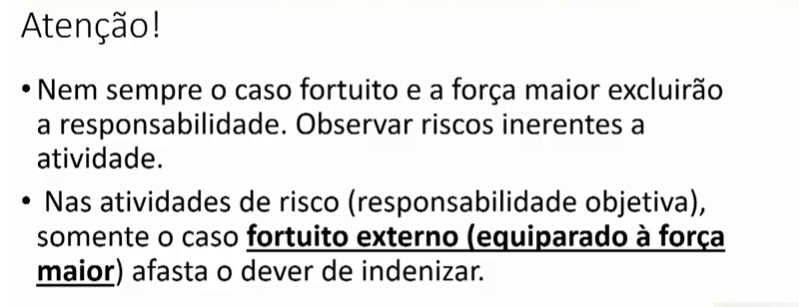 Atenção!
• Nem sempre o caso fortuito e a força maior excluirão
a responsabilidade. Observar riscos inerentes a
atividade.
• Nas atividades de risco (responsabilidade objetiva),
somente o caso fortuito externo (equiparado à força
maior) afasta o dever de indenizar.